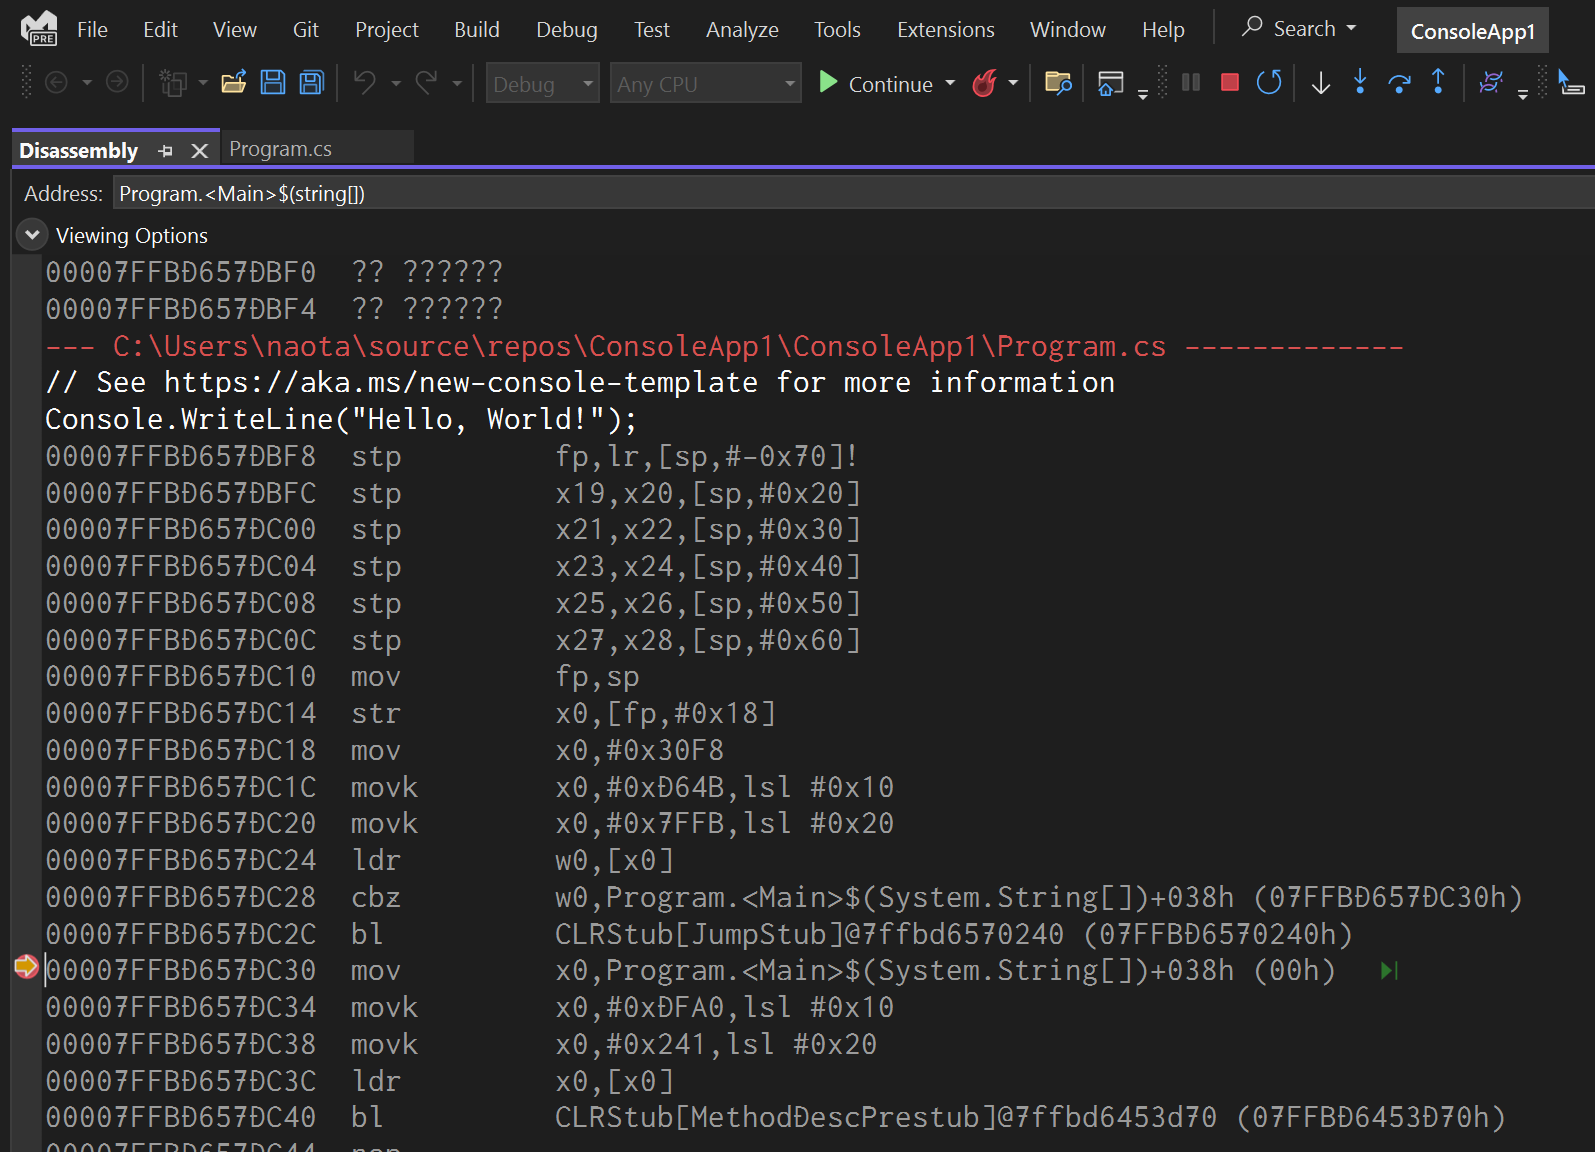 PRE File Edit View Git Project Build Debug Test Analyze Tools Extensions Window Help Search ConsoleApp1
Debug Any CPU Continue
Disassembly Program.cs
Address: Program.<Main>$(string[])
Viewing Options
00007FFBD657DBF0 ?? ??????
00007FFBD657DBF4 ?? ??????
--- C:\Users\naota\source\repos\ConsoleApp1\ConsoleApp1\Program.cs -------------
// See https://aka.ms/new-console-template for more information
Console.WriteLine("Hello, World!");
00007FFBD657DBF8 stp fp,lr,[sp,#-0x70]!
00007FFBD657DBFC stp x19,x20,[sp,#0x20]
00007FFBD657DC00 stp x21,x22,[sp,#0x30]
00007FFBD657DC04 stp x23,x24,[sp,#0x40]
00007FFBD657DC08 stp x25,x26,[sp,#0x50]
00007FFBD657DC0C stp x27,x28,[sp,#0x60]
00007FFBD657DC10 mov fp,sp
00007FFBD657DC14 str x0,[fp,#0x18]
00007FFBD657DC18 mov x0,#0x30F8
00007FFBD657DC1C movk x0,#0xD64B,lsl #0x10
00007FFBD657DC20 movk x0,#0x7FFB,lsl #0x20
00007FFBD657DC24 ldr w0,[x0]
00007FFBD657DC28 cbz w0,Program.<Main>$(System.String[])+038h (07FFBD657DC30h)
00007FFBD657DC2C bl CLRStub[JumpStub]@7ffbd6570240 (07FFBD6570240h)
00007FFBD657DC30 mov x0,Program.<Main>$(System.String[])+038h (00h)
00007FFBD657DC34 movk x0,#0xDFA0,lsl #0x10
00007FFBD657DC38 movk x0,#0x241,lsl #0x20
00007FFBD657DC3C ldr x0,[x0]
00007FFBD657DC40 bl CLRStub[MethodDescPrestub]@7ffbd6453d70 (07FFBD6453D70h)
00007FFBD657DC44